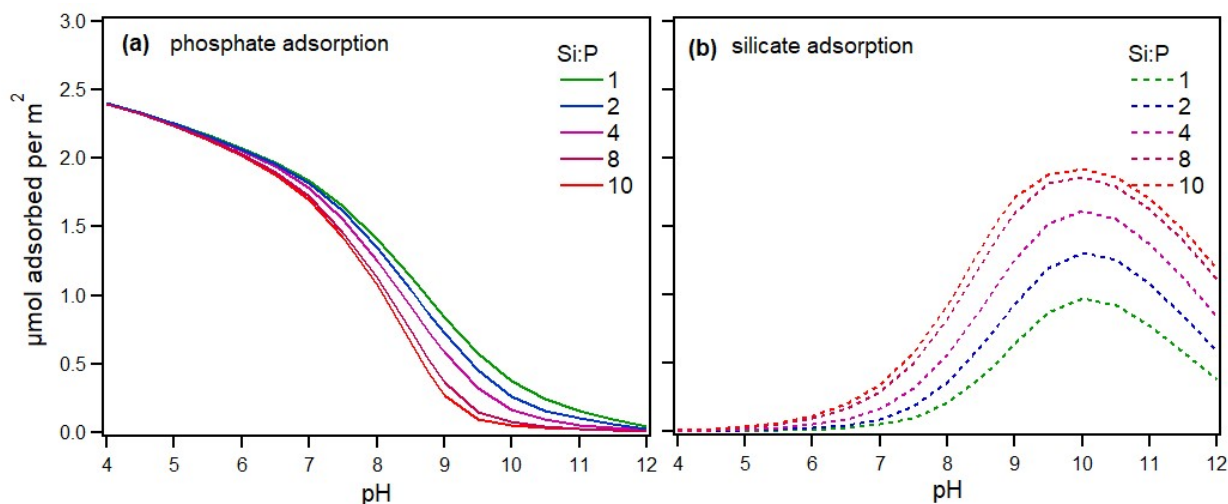 (a) phosphate adsorption
Si:P
1
2
4
8
10
3.0
2.5
2.0
1.5
1.0
0.5
0.0
µmol adsorbed per m²
4 5 6 7 8 9 10 11 12
pH
(b) silicate adsorption
Si:P
1
2
4
8
10
4 5 6 7 8 9 10 11 12
pH